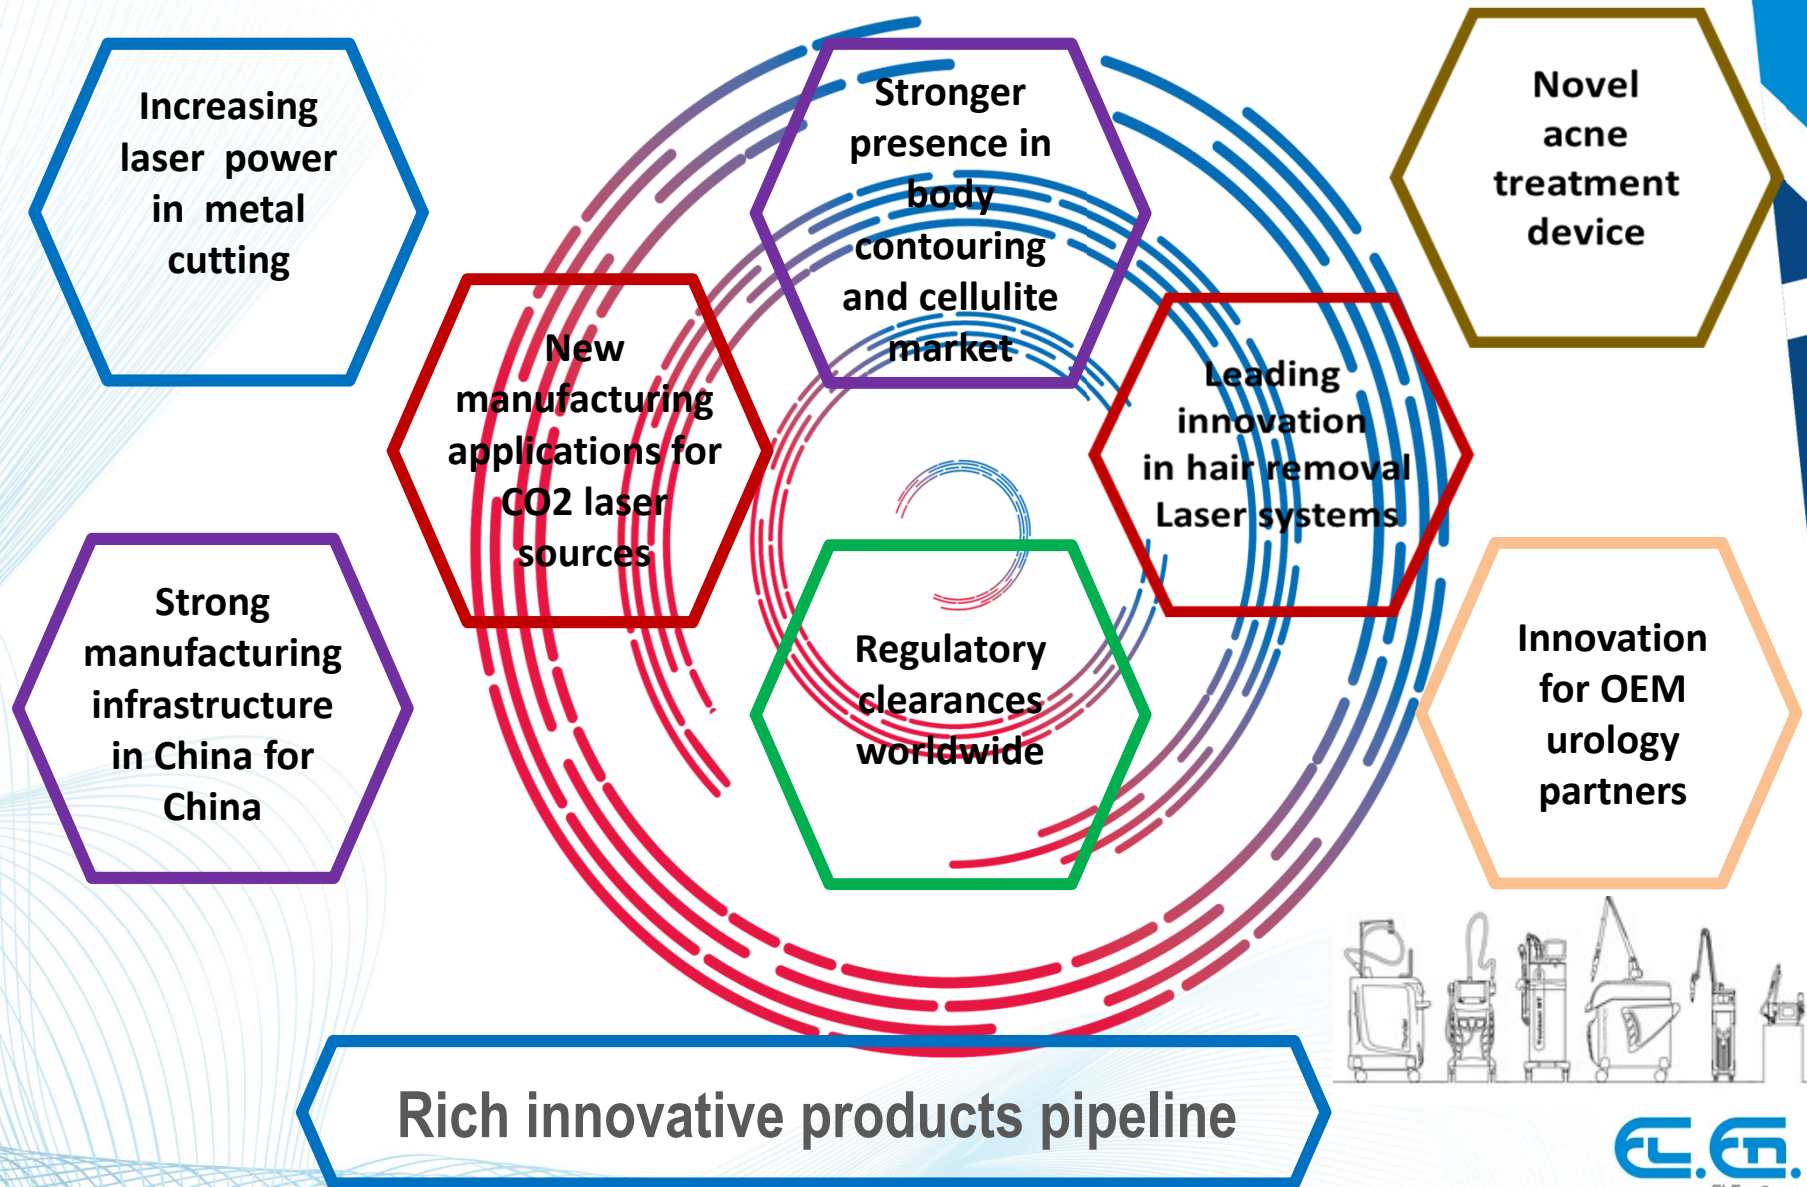 Increasing
laser power
in metal
cutting
Stronger
presence in
body
contouring
and cellulite
market
Novel
acne
treatment
device
New
manufacturing
applications for
CO2 laser
sources
Leading
innovation
in hair removal
Laser systems
Strong
manufacturing
infrastructure
in China for
China
Regulatory
clearances
worldwide
Innovation
for OEM
urology
partners
Rich innovative products pipeline
EL.En.